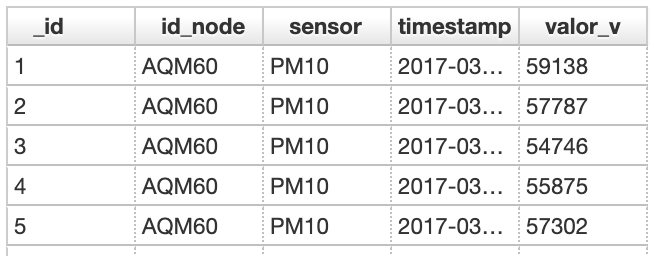 _id id_node sensor timestamp valor_v
1 AQM60 PM10 2017-03... 59138
2 AQM60 PM10 2017-03... 57787
3 AQM60 PM10 2017-03... 54746
4 AQM60 PM10 2017-03... 55875
5 AQM60 PM10 2017-03... 57302